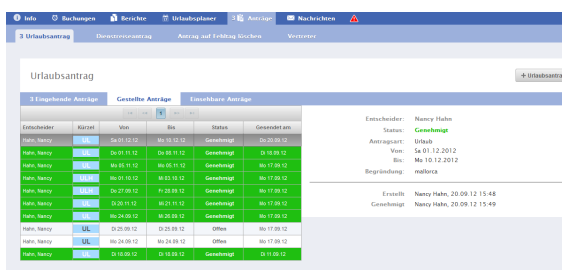 Info Buchungen Berichte Urlaubsplaner 3 Anträge Nachrichten
3 Urlaubsantrag Dienstreiseantrag Antrag auf Fehltag löschen Vertreter
Urlaubsantrag
+ Urlaubsantra
3 Eingehende Anträge Gestellte Anträge Einsehbare Anträge
Entscheider Kürzel Von Bis Status Gesendet am
Hahn, Nancy UL Sa 01.12.12 Mo 10.12.12 Genehmigt Do 20.09.12
Hahn, Nancy UL Do 01.11.12 Do 08.11.12 Genehmigt Di 18.09.12
Hahn, Nancy UL Mo 05.11.12 Mo 05.11.12 Genehmigt Mo 17.09.12
Hahn, Nancy ULH Mo 01.10.12 Mi 03.10.12 Genehmigt Mo 17.09.12
Hahn, Nancy ULH Do 27.09.12 Fr 28.09.12 Genehmigt Mo 17.09.12
Hahn, Nancy UL Di 20.11.12 Mi 21.11.12 Genehmigt Mo 17.09.12
Hahn, Nancy UL Mo 24.09.12 Mi 26.09.12 Genehmigt Mo 17.09.12
Hahn, Nancy UL Di 25.09.12 Di 25.09.12 Offen Mo 17.09.12
Hahn, Nancy UL Mo 24.09.12 Mo 24.09.12 Offen Mo 17.09.12
Hahn, Nancy UL Di 18.09.12 Di 18.09.12 Genehmigt Di 11.09.12
Entscheider: Nancy Hahn
Status: Genehmigt
Antragsart: Urlaub
Von: Sa 01.12.2012
Bis: Mo 10.12.2012
Begründung: mallorca
Erstellt Nancy Hahn, 20.09.12 15:48
Genehmigt Nancy Hahn, 20.09.12 15:49